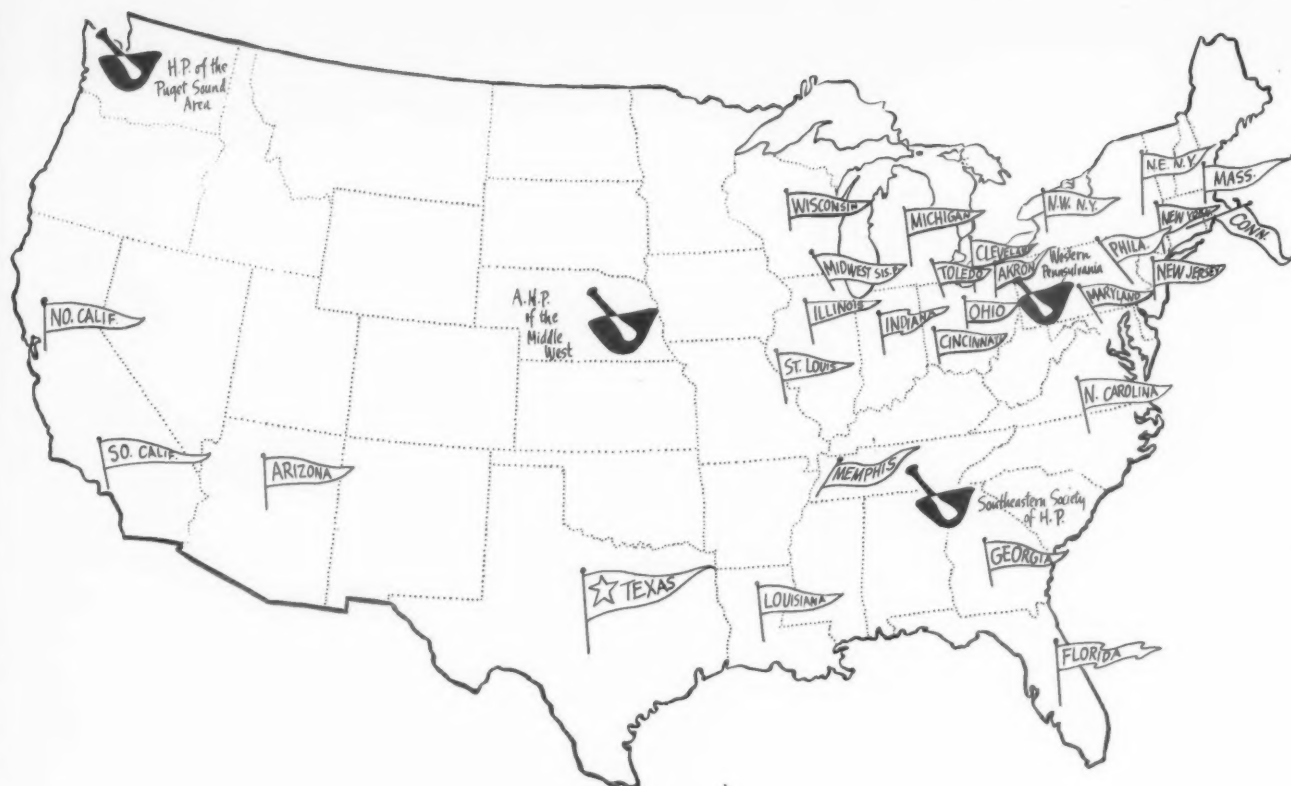 H.P. of the
Puget Sound
Area
N.E. N.Y.
MASS.
WISCONSIN
MICHIGAN
N.W. N.Y.
NEW YORK
CONN.
CLEVELAND
Western
Pennsylvania
PHILA.
MIDWEST SIS. P.
TOLEDO
AKRON
NEW JERSEY
A.H.P.
of the
Middle
West
NO. CALIF.
ILLINOIS
INDIANA
OHIO
MARYLAND
CINCINNATI
ST. LOUIS
N. CAROLINA
SO. CALIF.
ARIZONA
MEMPHIS
Southeastern Society
of H.P.
GEORGIA
TEXAS
LOUISIANA
FLORIDA